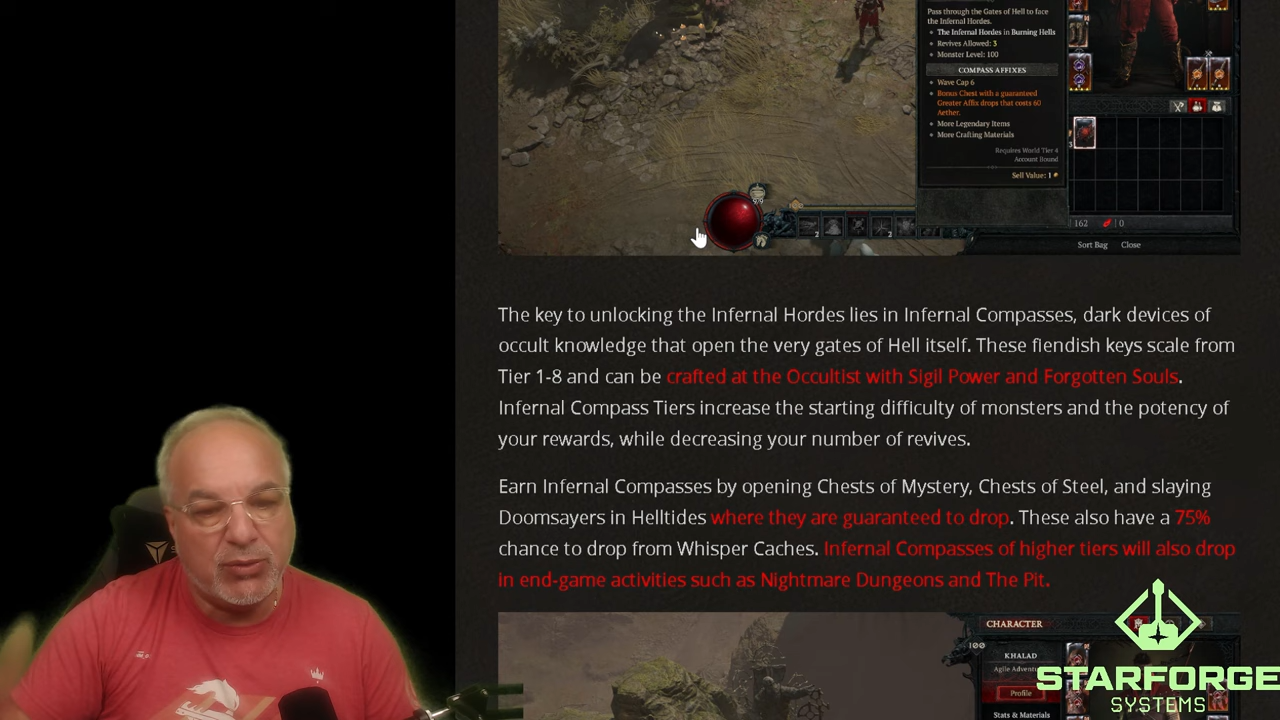 Pass through the Gates of Hell to face
the Infernal Hordes.
The Infernal Hordes in Burning Hells
Revives Allowed: 3
Monster Level: 100
COMPASS AFFIXES
Wave Cap 6
Bonus Chest with a guaranteed
Greater Affix drops that costs 60
Aether.
More Legendary Items
More Crafting Materials
Requires World Tier 4
Account Bound
Sell Value: 1
162 0
Sort Bag Close
The key to unlocking the Infernal Hordes lies in Infernal Compasses, dark devices of
occult knowledge that open the very gates of Hell itself. These fiendish keys scale from
Tier 1-8 and can be crafted at the Occultist with Sigil Power and Forgotten Souls.
Infernal Compass Tiers increase the starting difficulty of monsters and the potency of
your rewards, while decreasing your number of revives.
Earn Infernal Compasses by opening Chests of Mystery, Chests of Steel, and slaying
Doomsayers in Helltides where they are guaranteed to drop. These also have a 75%
chance to drop from Whisper Caches. Infernal Compasses of higher tiers will also drop
in end-game activities such as Nightmare Dungeons and The Pit.
CHARACTER
100
KHALAD
Profile
Stats & Materials
STARFORGE
SYSTEMS